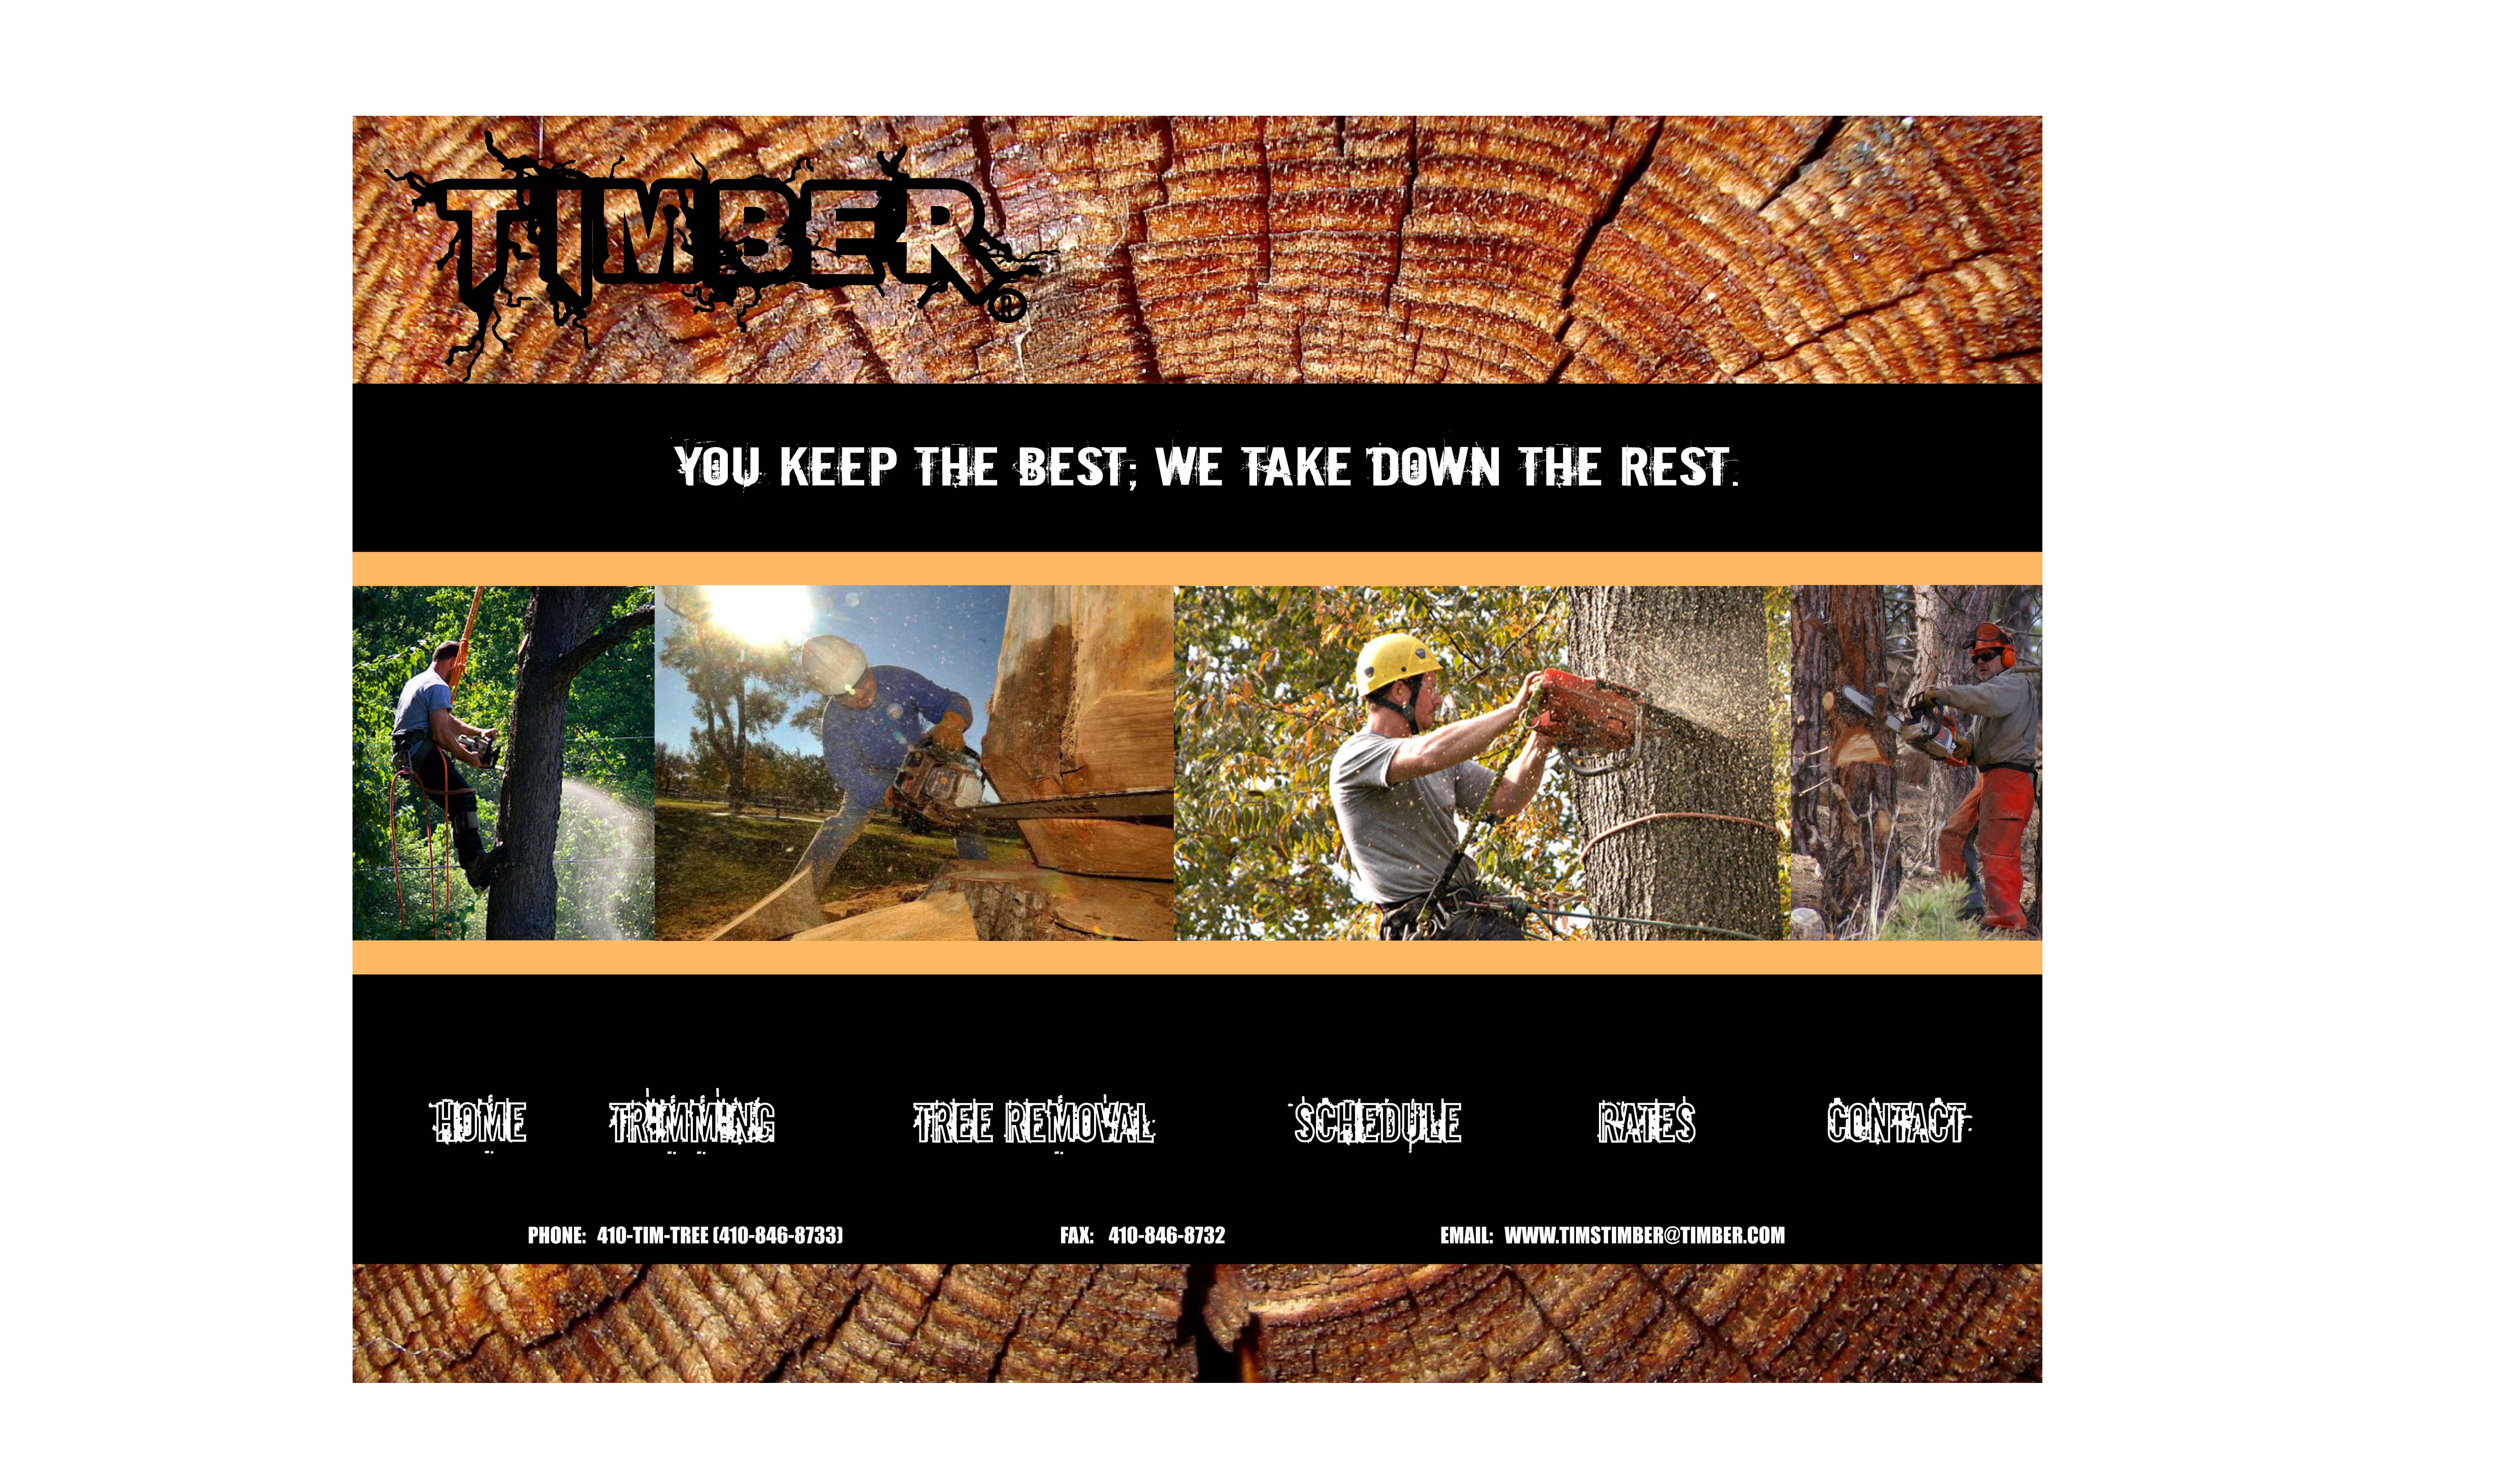 TIMBER®
YOU KEEP THE BEST; WE TAKE DOWN THE REST.
HOME TRIMMING TREE REMOVAL SCHEDULE RATES CONTACT
PHONE: 410-TIM-TREE (410-846-8733) FAX: 410-846-8732 EMAIL: WWW.TIMSTIMBER@TIMBER.COM